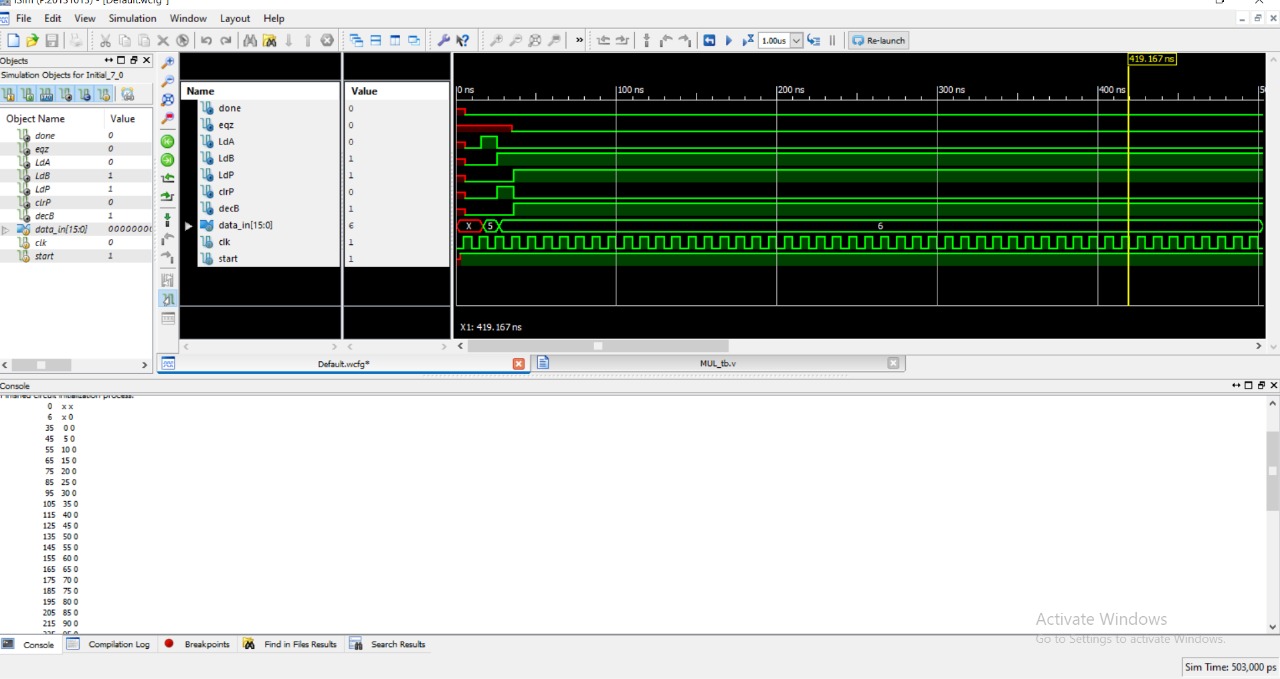 ISim (P.20131013) - [Default.wcfg*]
File Edit View Simulation Window Layout Help
» 1.00us Re-launch
Objects
Simulation Objects for Initial_7_0
Object Name Value
done 0
eqz 0
LdA 0
LdB 1
LdP 1
clrP 0
decB 1
data_in[15:0] 0000000
clk 0
start 1
Name Value
done 0
eqz 0
LdA 0
LdB 1
LdP 1
clrP 0
decB 1
data_in[15:0] 6
clk 1
start 1
419.167 ns
0 ns 100 ns 200 ns 300 ns 400 ns
X 5 6
X1: 419.167 ns
Default.wcfg* MUL_tb.v
Console
Finished circuit initialization process.
0 x x
6 x 0
35 0 0
45 5 0
55 10 0
65 15 0
75 20 0
85 25 0
95 30 0
105 35 0
115 40 0
125 45 0
135 50 0
145 55 0
155 60 0
165 65 0
175 70 0
185 75 0
195 80 0
205 85 0
215 90 0
225 95 0
Activate Windows
Go to Settings to activate Windows.
Console Compilation Log Breakpoints Find in Files Results Search Results
Sim Time: 503,000 ps